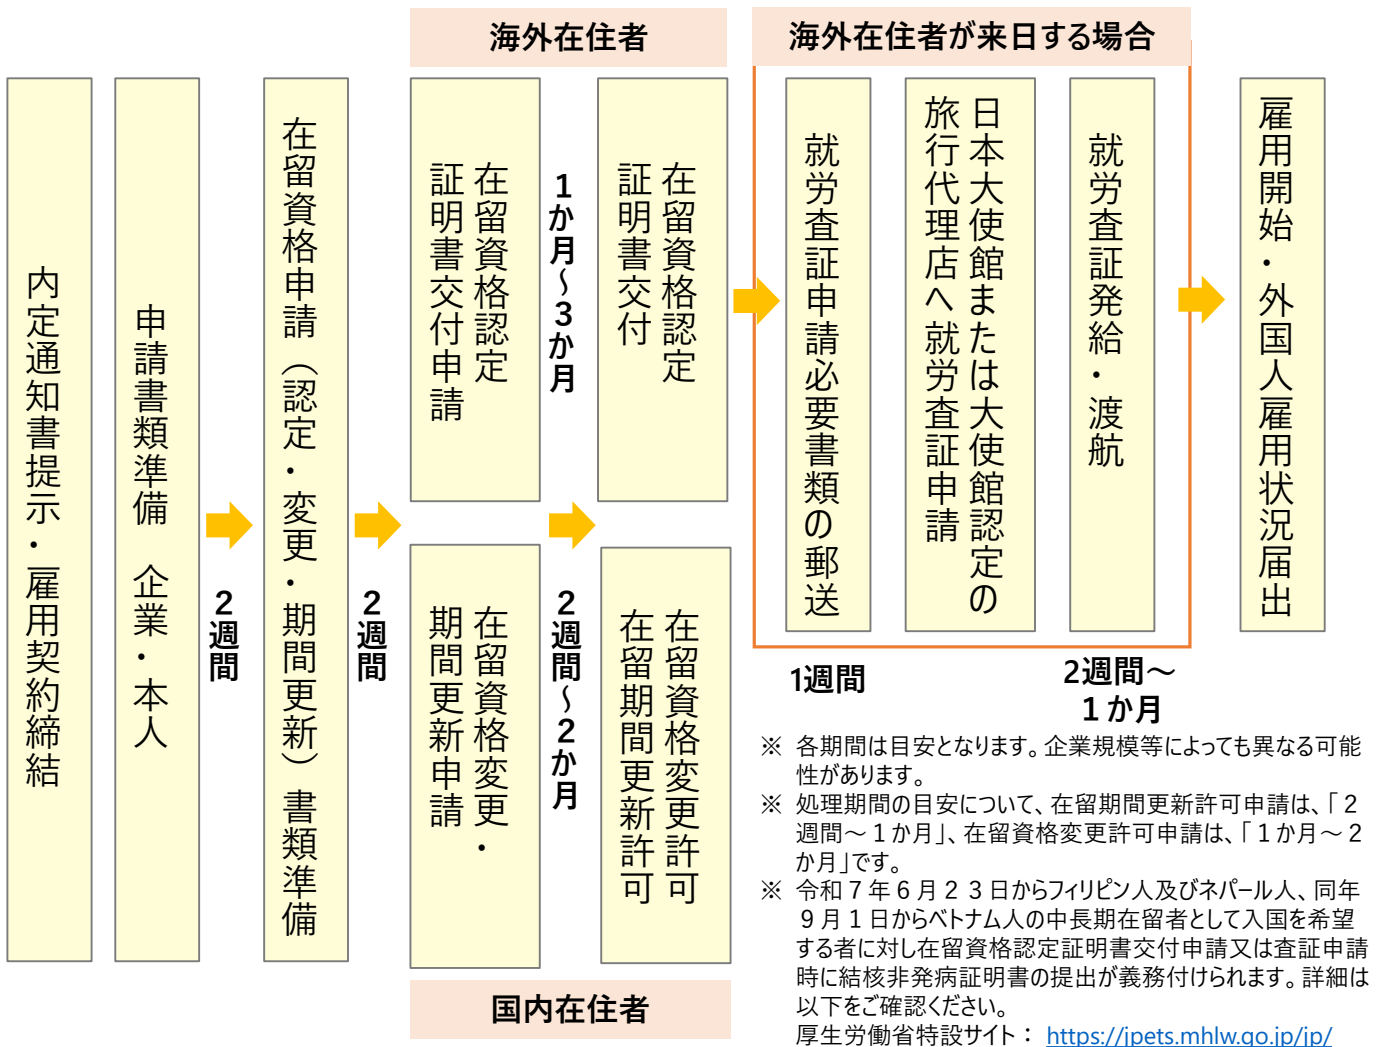 海外在住者
海外在住者が来日する場合
内定通知書提示・雇用契約締結
申請書類準備　企業・本人
2週間
在留資格申請（認定・変更・期間更新）書類準備
2週間
在留資格認定
証明書交付申請
1か月～3か月
在留資格認定
証明書交付
在留資格変更・
期間更新申請
2週間～2か月
在留資格変更許可
在留期間更新許可
国内在住者
就労査証申請必要書類の郵送
日本大使館または大使館認定の
旅行代理店へ就労査証申請
就労査証発給・渡航
1週間
2週間～
１か月
雇用開始・外国人雇用状況届出
※ 各期間は目安となります。企業規模等によっても異なる可能
性があります。
※ 処理期間の目安について、在留期間更新許可申請は、「２
週間～１か月」、在留資格変更許可申請は、「１か月～２
か月」です。
※ 令和７年６月２３日からフィリピン人及びネパール人、同年
９月１日からベトナム人の中長期在留者として入国を希望
する者に対し在留資格認定証明書交付申請又は査証申請
時に結核非発病証明書の提出が義務付けられます。詳細は
以下をご確認ください。
厚生労働省特設サイト： https://jpets.mhlw.go.jp/jp/